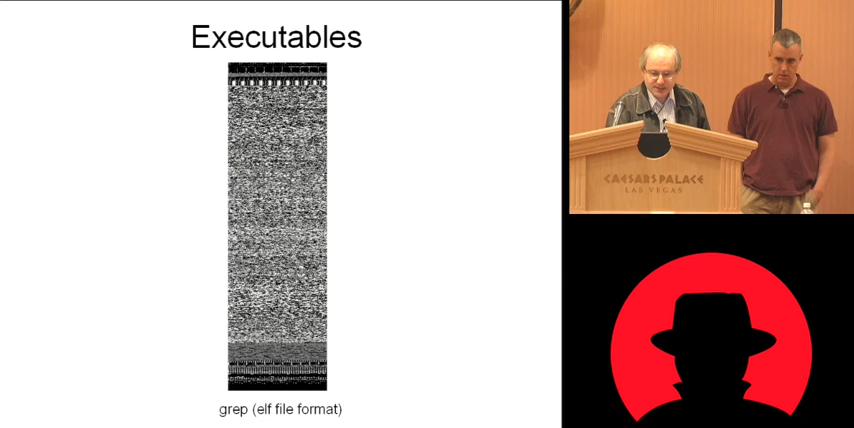 Executables
grep (elf file format)
CAESARS PALACE
LAS VEGAS